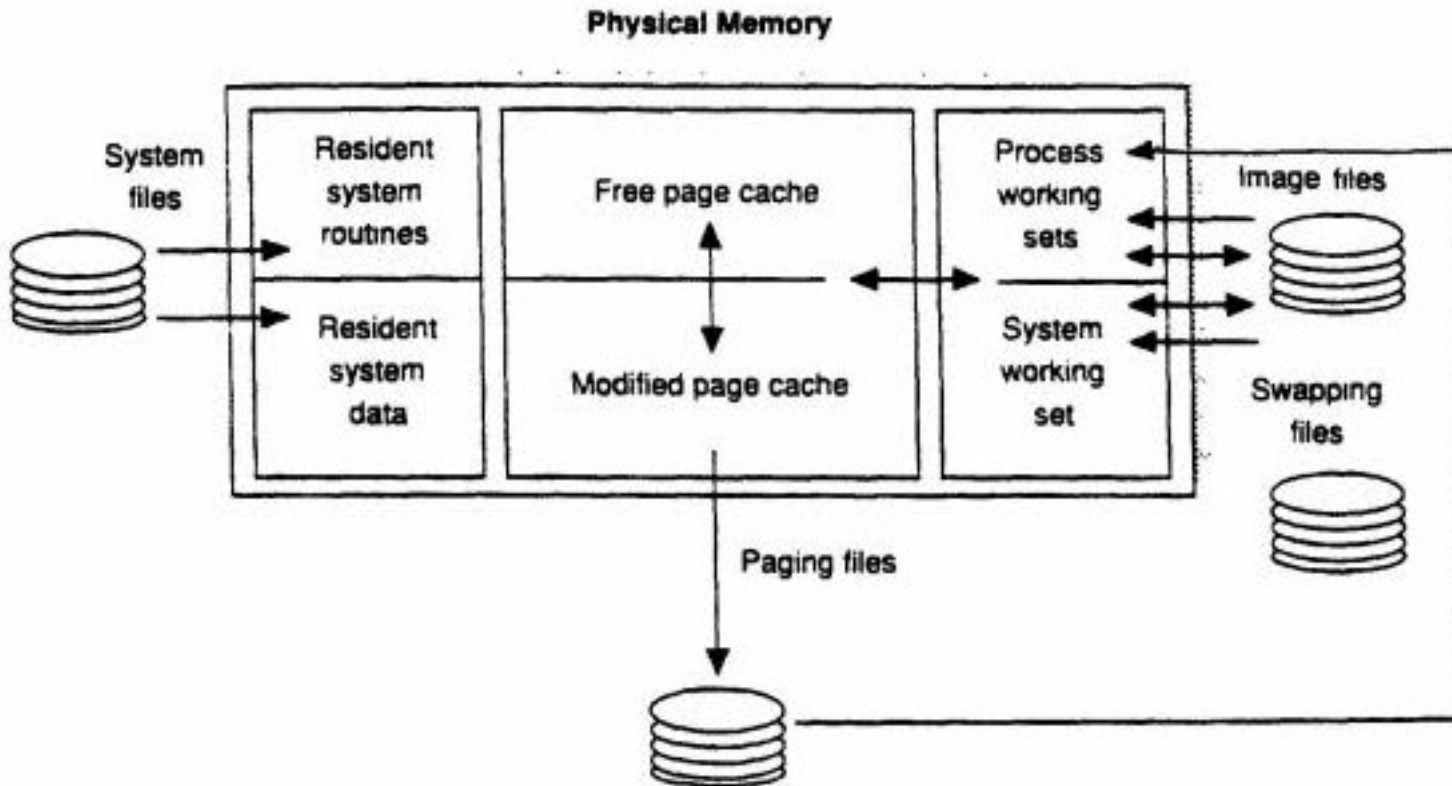 Physical Memory
System
files
Resident
system
routines
Resident
system
data
Free page cache
Modified page cache
Process
working
sets
System
working
set
Image files
Swapping
files
Paging files